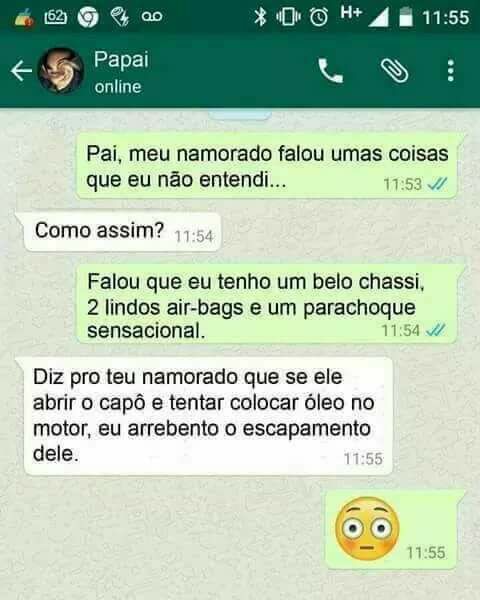 62
H+
11:55
Papai
online
Pai, meu namorado falou umas coisas
que eu não entendi...
11:53
Como assim?
11:54
Falou que eu tenho um belo chassi,
2 lindos air-bags e um parachoque
sensacional.
11:54
Diz pro teu namorado que se ele
abrir o capô e tentar colocar óleo no
motor, eu arrebento o escapamento
dele.
11:55
11:55